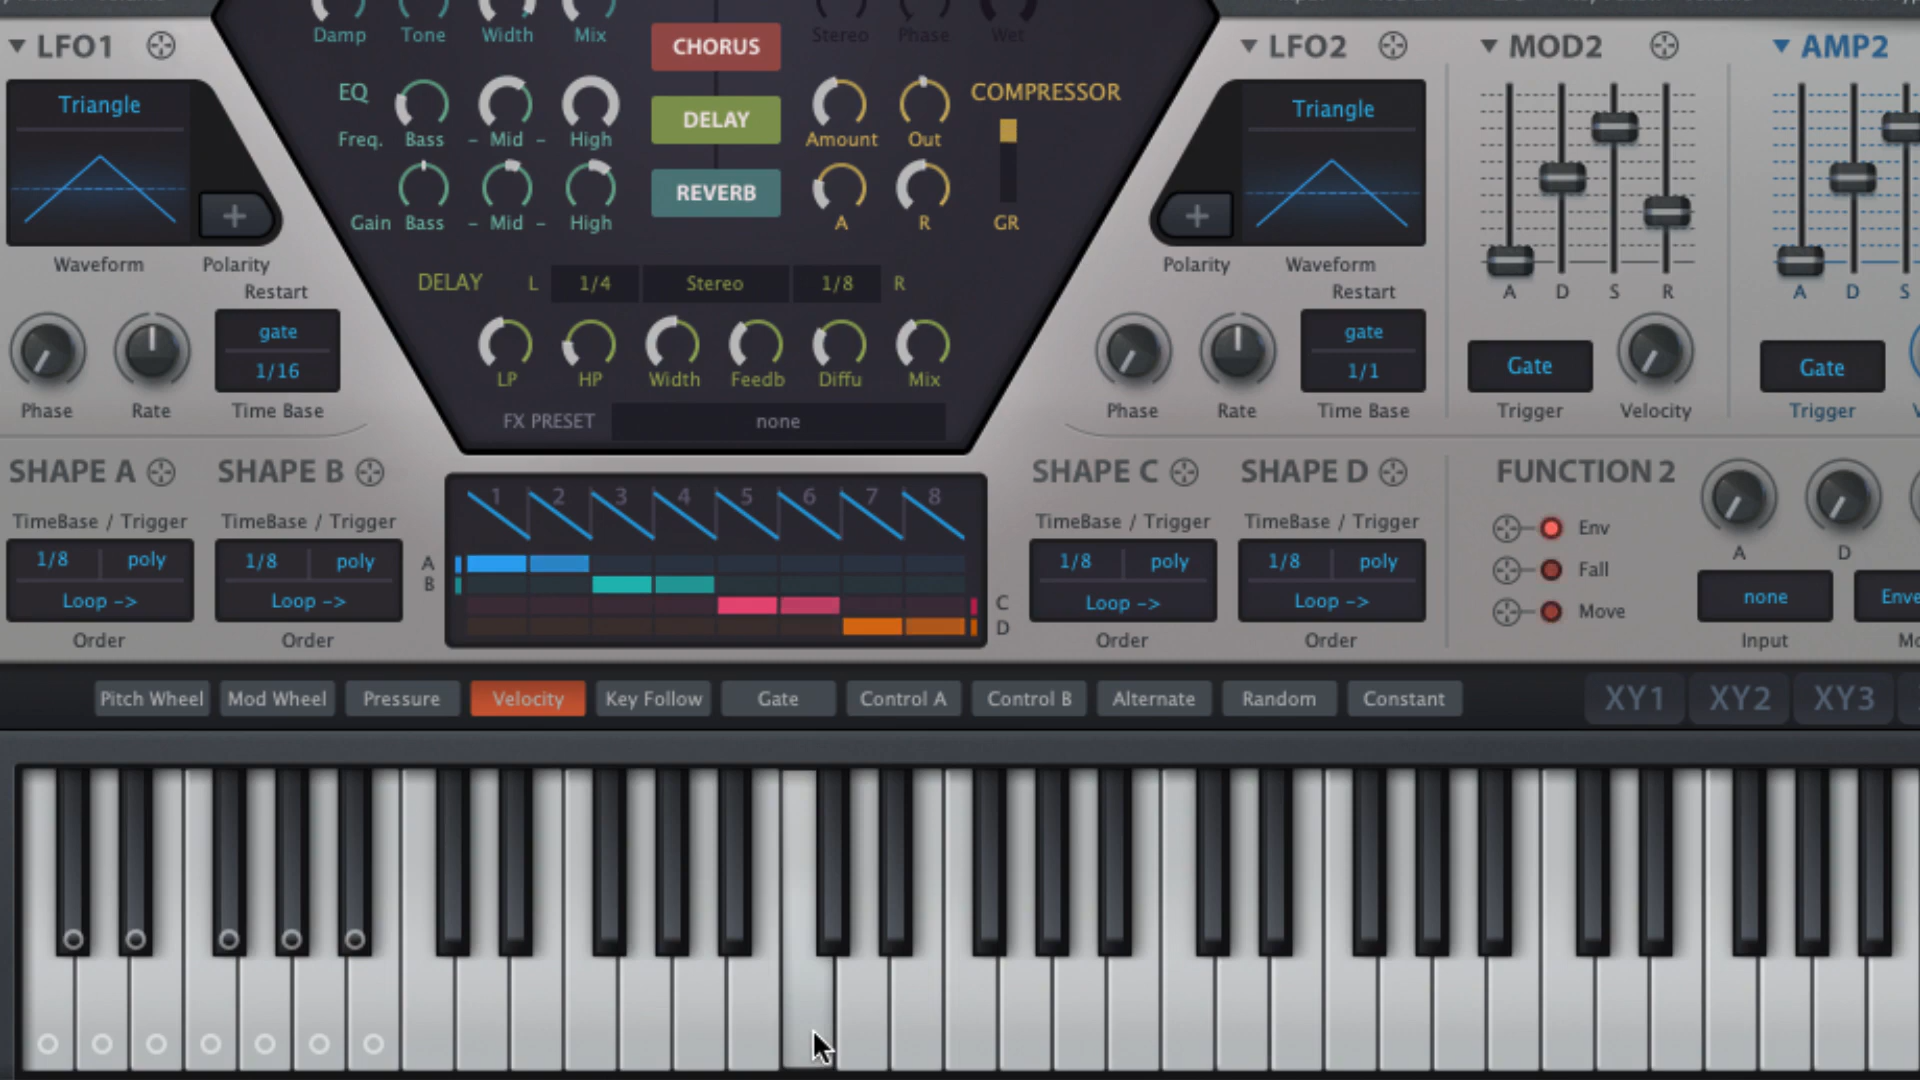 Damp Tone Width Mix
CHORUS
Stereo Phase Wet
LFO1
Triangle
Waveform
Polarity
Restart
gate
1/16
Phase Rate Time Base
EQ
Freq. Bass - Mid - High
Gain Bass - Mid - High
DELAY
REVERB
COMPRESSOR
Amount Out
A R GR
DELAY L 1/4 Stereo 1/8 R
LP HP Width Feedb Diffu Mix
FX PRESET none
LFO2
Triangle
Polarity Waveform
Restart
gate
1/1
Phase Rate Time Base
MOD2
A D S R
Gate
Trigger Velocity
AMP2
A D S
Gate
Trigger
SHAPE A
TimeBase / Trigger
1/8 poly
Loop ->
Order
SHAPE B
TimeBase / Trigger
1/8 poly
Loop ->
Order
1 2 3 4 5 6 7 8
A
B
C
D
SHAPE C
TimeBase / Trigger
1/8 poly
Loop ->
Order
SHAPE D
TimeBase / Trigger
1/8 poly
Loop ->
Order
FUNCTION 2
Env
Fall
Move
A D
none
Input
Enve
Mo
Pitch Wheel Mod Wheel Pressure Velocity Key Follow Gate Control A Control B Alternate Random Constant
XY1 XY2 XY3